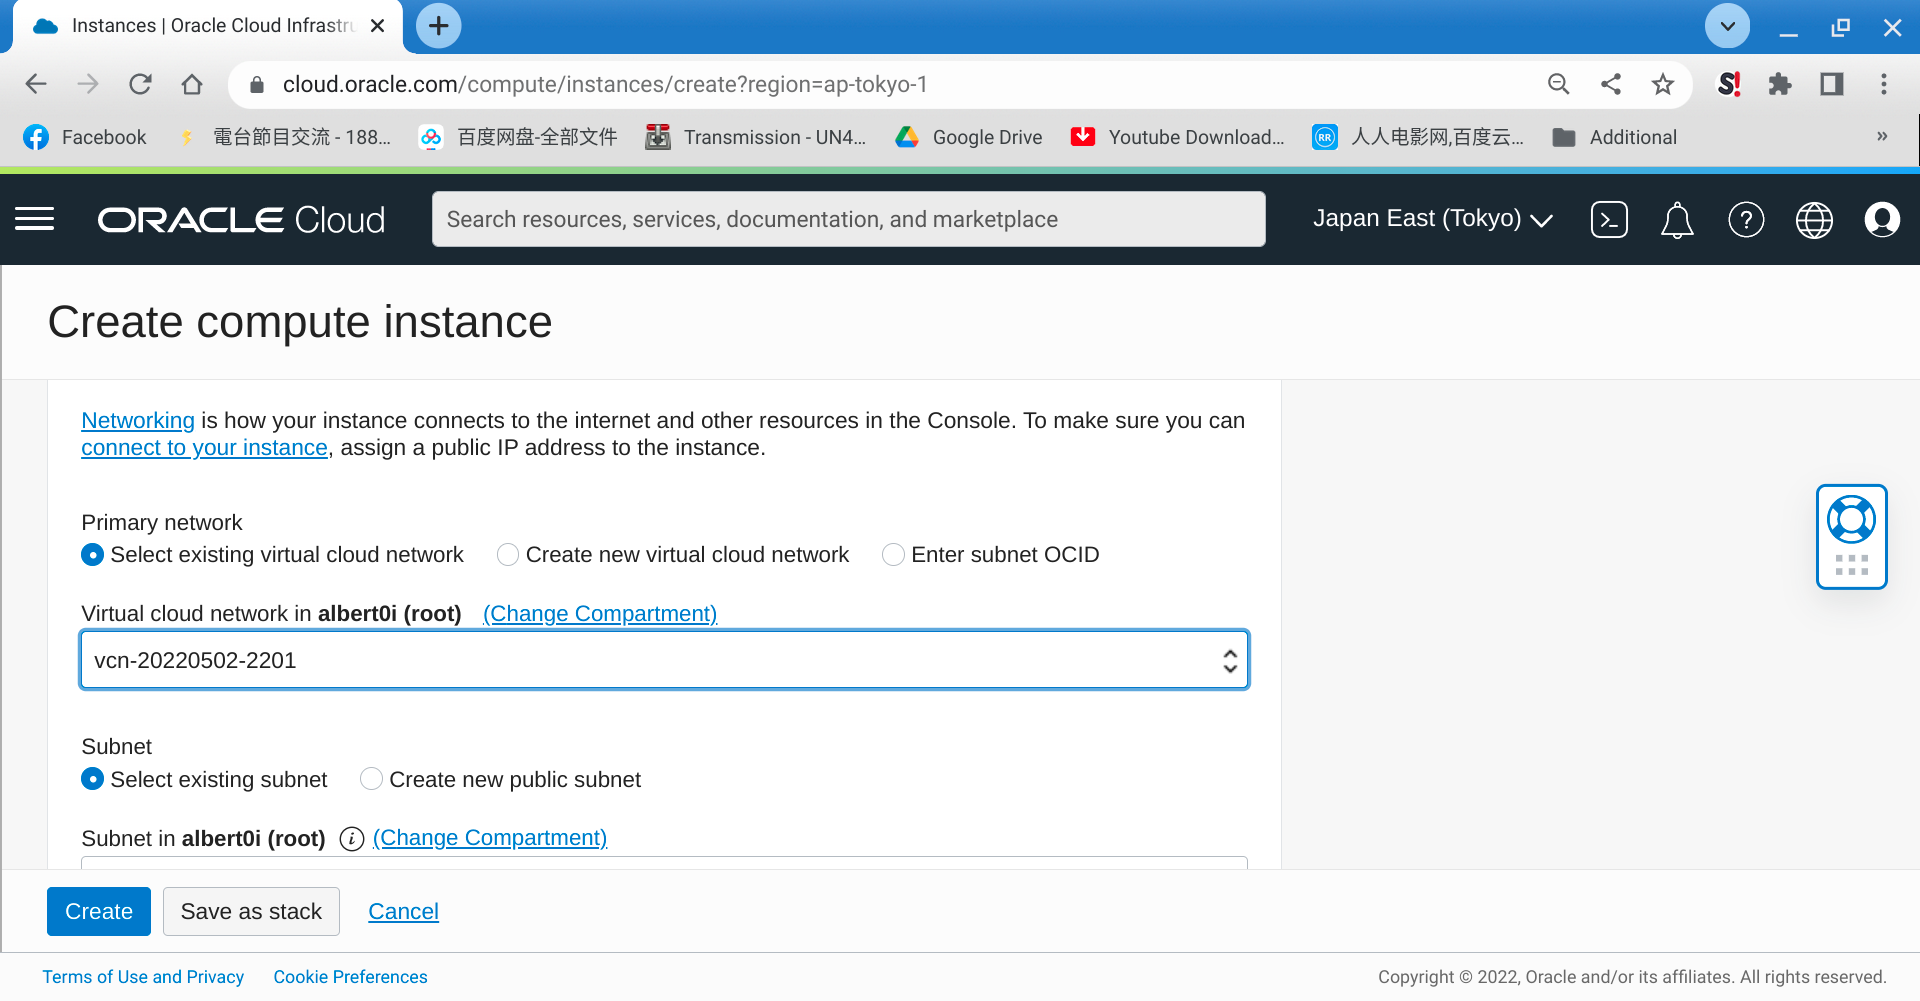 Instances | Oracle Cloud Infrastru
cloud.oracle.com/compute/instances/create?region=ap-tokyo-1
S!
Facebook
電台節目交流 - 188...
百度网盘-全部文件
Transmission - UN4...
Google Drive
Youtube Download...
RR
人人电影网,百度云...
Additional
»
ORACLE Cloud
Search resources, services, documentation, and marketplace
Japan East (Tokyo)
Create compute instance
Networking is how your instance connects to the internet and other resources in the Console. To make sure you can
connect to your instance, assign a public IP address to the instance.
Primary network
Select existing virtual cloud network
Create new virtual cloud network
Enter subnet OCID
Virtual cloud network in albert0i (root) (Change Compartment)
vcn-20220502-2201
Subnet
Select existing subnet
Create new public subnet
Subnet in albert0i (root) i (Change Compartment)
Create
Save as stack
Cancel
Terms of Use and Privacy
Cookie Preferences
Copyright © 2022, Oracle and/or its affiliates. All rights reserved.